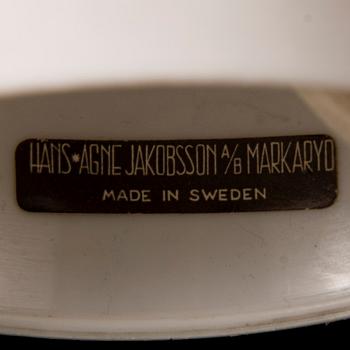 HANS*AGNE JAKOBSSON A/B MARKARYD
MADE IN SWEDEN